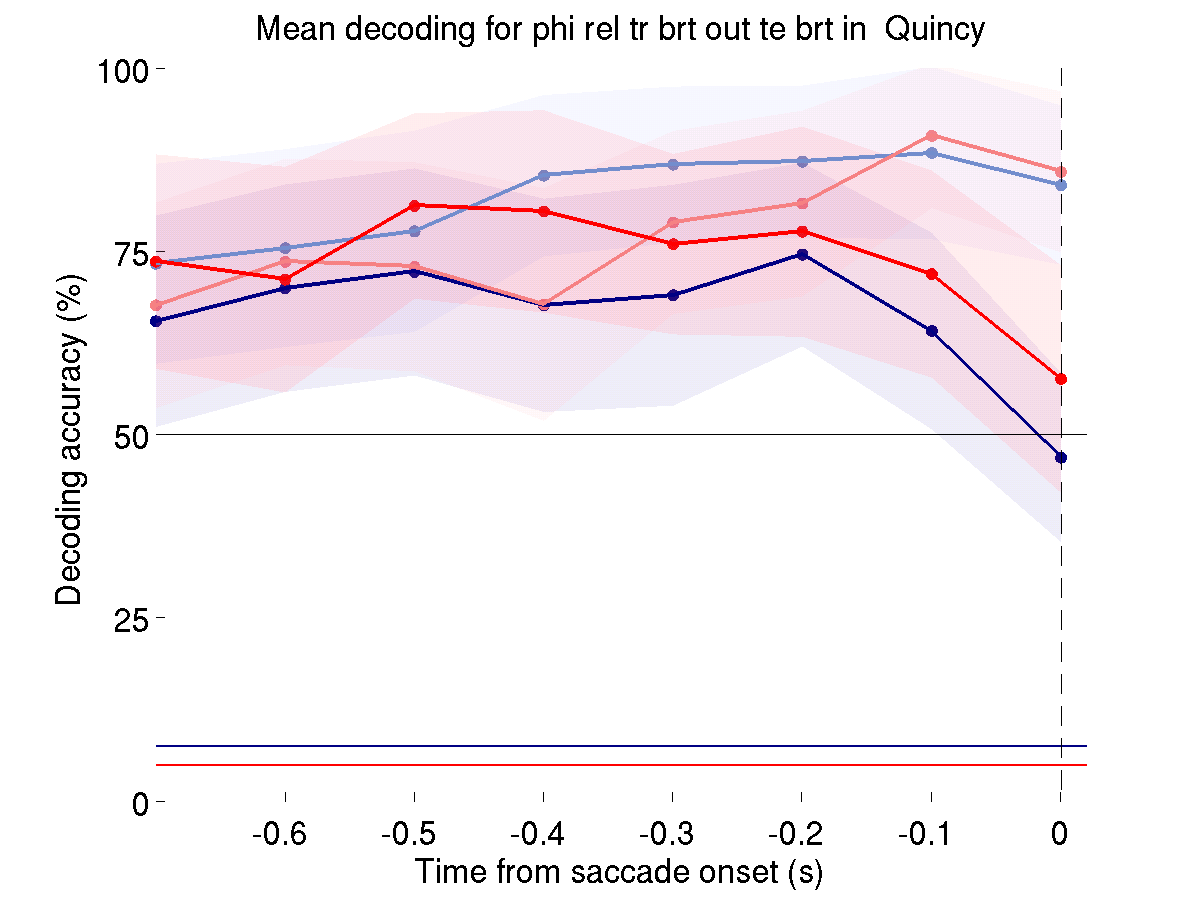 Mean decoding for phi rel tr brt out te brt in  Quincy
100
75
50
25
0
Decoding accuracy (%)
-0.6 -0.5 -0.4 -0.3 -0.2 -0.1 0
Time from saccade onset (s)